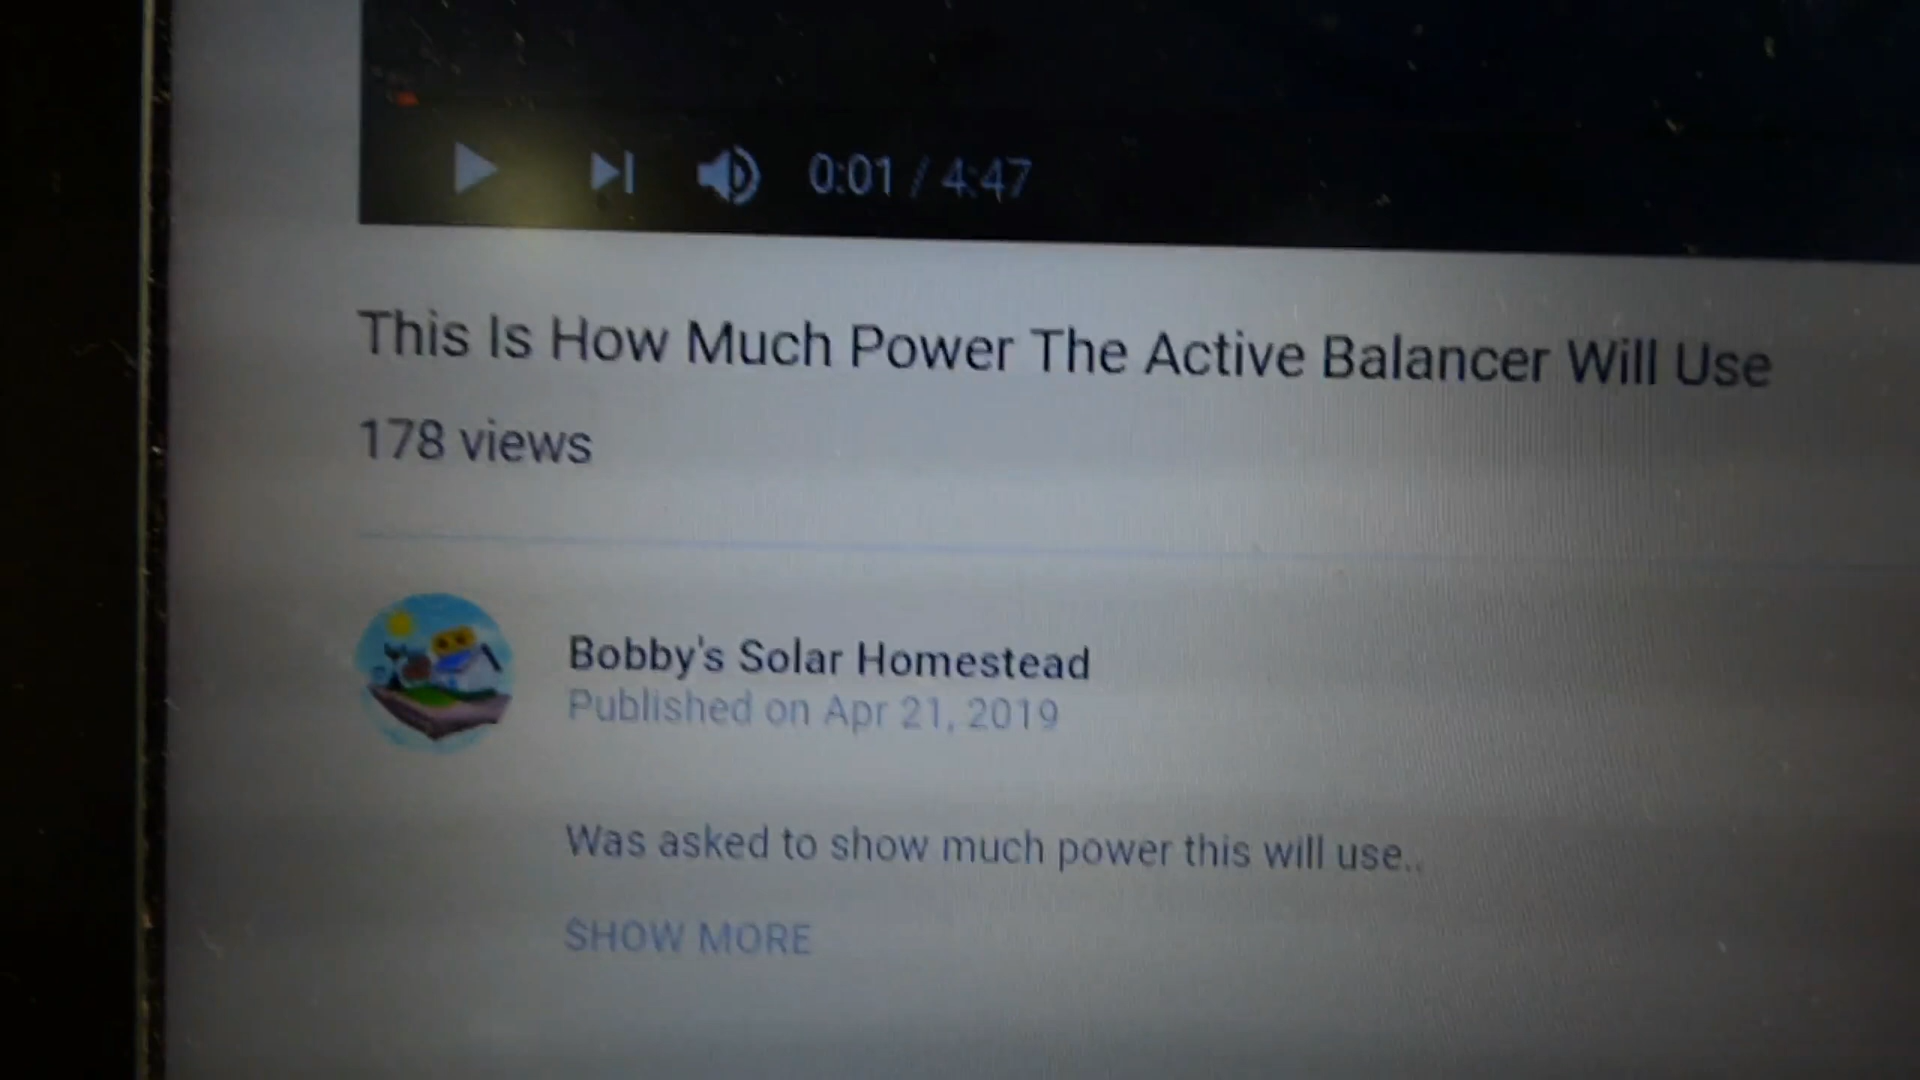 0:01 / 4:47
This Is How Much Power The Active Balancer Will Use
178 views
Bobby's Solar Homestead
Published on Apr 21, 2019
Was asked to show much power this will use..
SHOW MORE